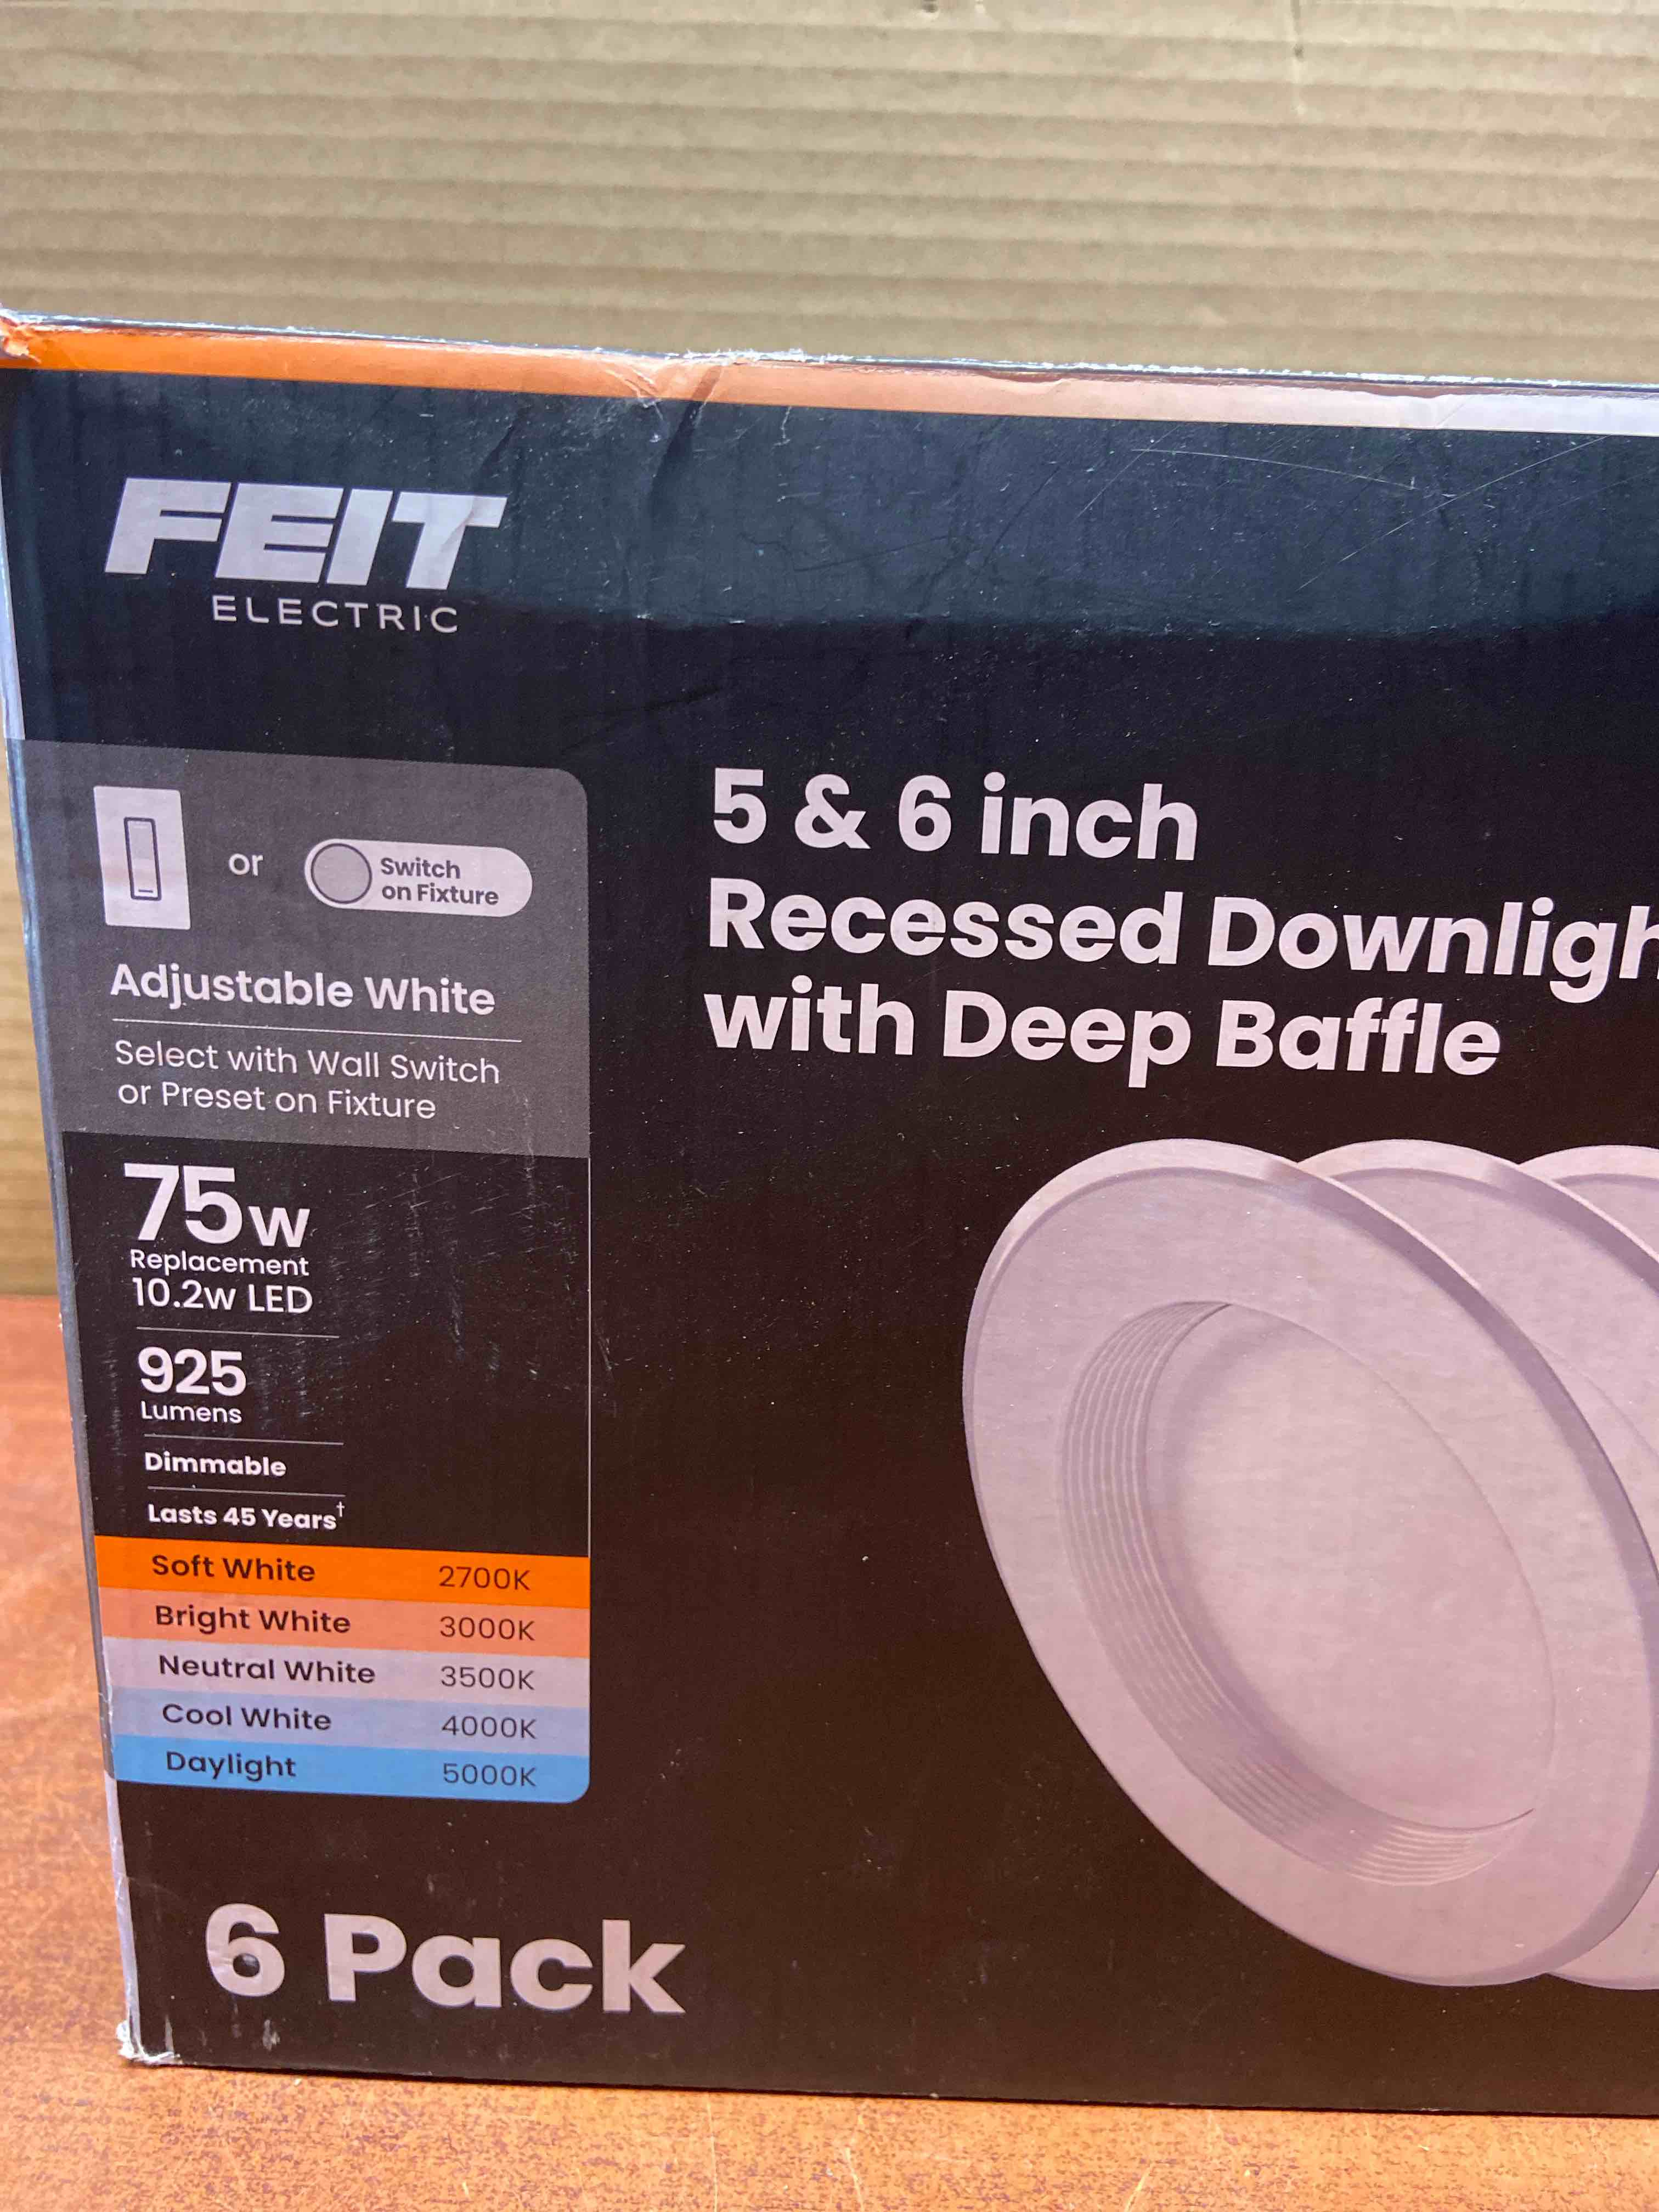 FEIT
ELECTRIC
or
Switch
on Fixture
Adjustable White
Select with Wall Switch
or Preset on Fixture
75w
Replacement
10.2w LED
925
Lumens
Dimmable
Lasts 45 Years†
Soft White 2700K
Bright White 3000K
Neutral White 3500K
Cool White 4000K
Daylight 5000K
6 Pack
5 & 6 inch
Recessed Downligh
with Deep Baffle